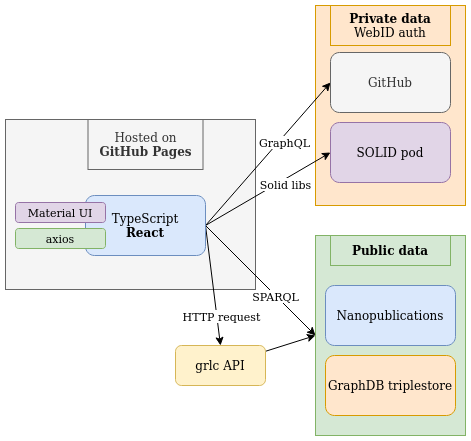 Private data
WebID auth
GitHub
SOLID pod
Hosted on
GitHub Pages
GraphQL
Solid libs
Material UI
axios
TypeScript
React
SPARQL
HTTP request
grlc API
Public data
Nanopublications
GraphDB triplestore